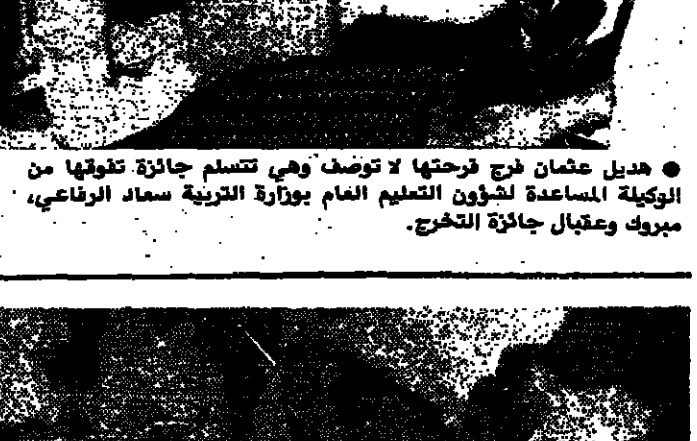 ● هديل عثمان فرج فرحتها لا توصف وهي تتسلم جائزة تفوقها من
الوكيلة المساعدة لشؤون التعليم العام بوزارة التربية سعاد الرفاعي،
مبروك وعقبال جائزة التخرج.